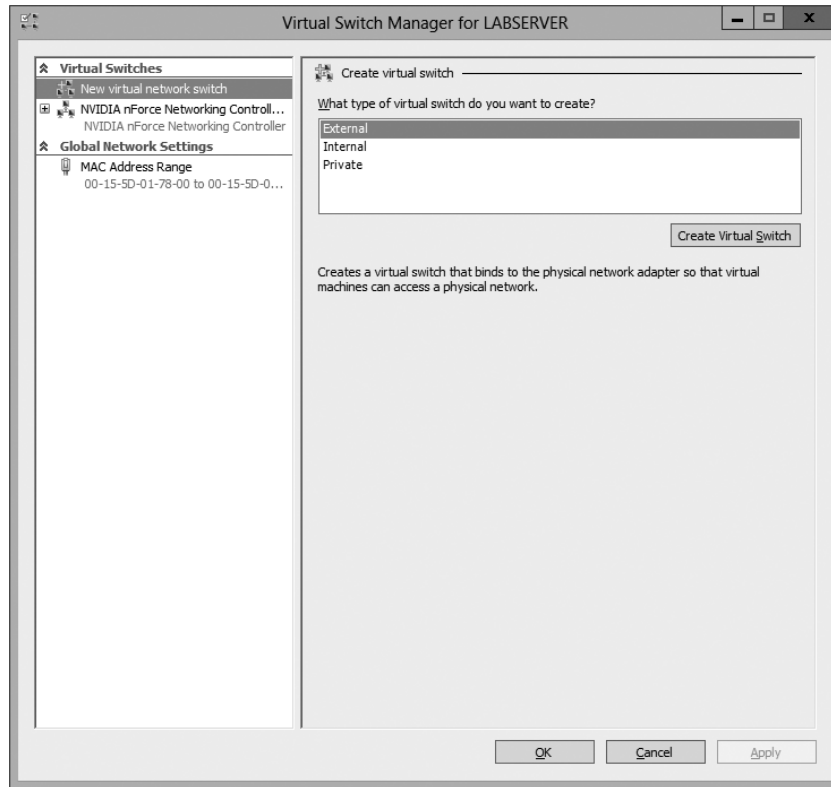 Virtual Switch Manager for LABSERVER
Virtual Switches
New virtual network switch
NVIDIA nForce Networking Controll...
NVIDIA nForce Networking Controller
Global Network Settings
MAC Address Range
00-15-5D-01-78-00 to 00-15-5D-0...
Create virtual switch
What type of virtual switch do you want to create?
External
Internal
Private
Create Virtual Switch
Creates a virtual switch that binds to the physical network adapter so that virtual
machines can access a physical network.
OK
Cancel
Apply